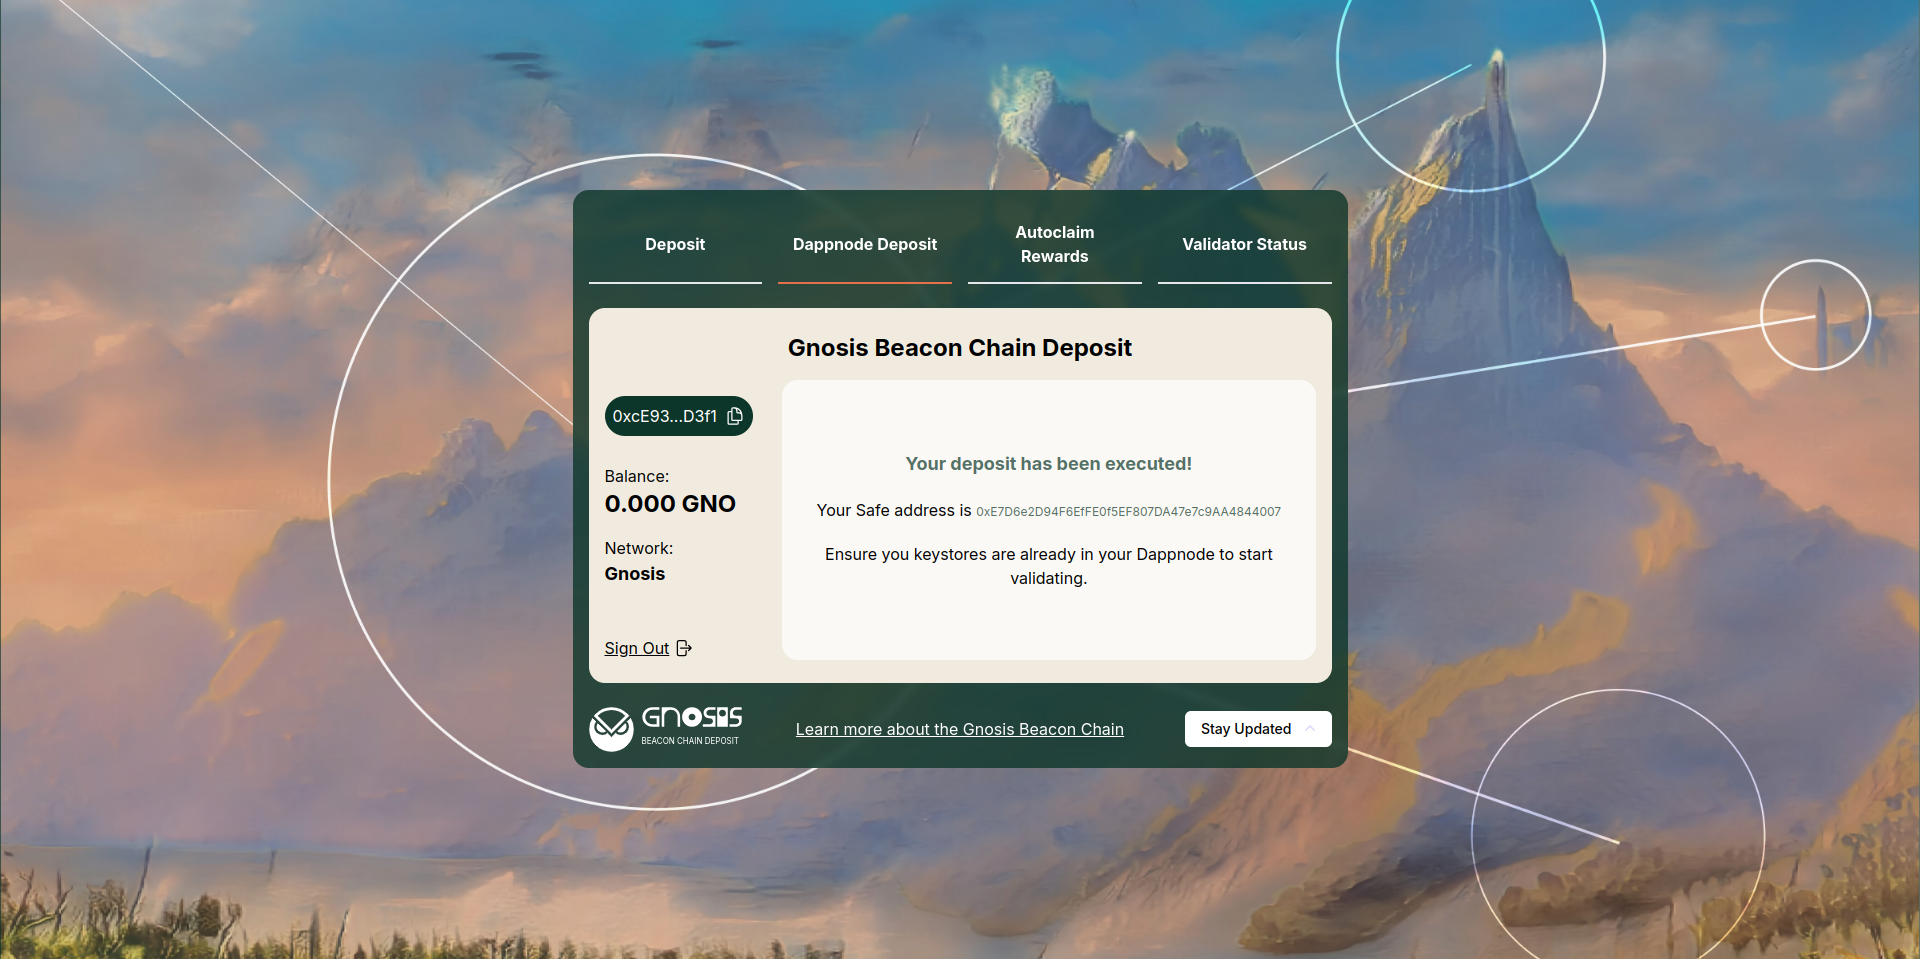 Deposit
Dappnode Deposit
Autoclaim
Rewards
Validator Status
Gnosis Beacon Chain Deposit
0xcE93...D3f1
Balance:
0.000 GNO
Network:
Gnosis
Sign Out
Your deposit has been executed!
Your Safe address is 0xE7D6e2D94F6EfFE0f5EF807DA47e7c9AA4844007
Ensure you keystores are already in your Dappnode to start
validating.
GNOSIS
BEACON CHAIN DEPOSIT
Learn more about the Gnosis Beacon Chain
Stay Updated